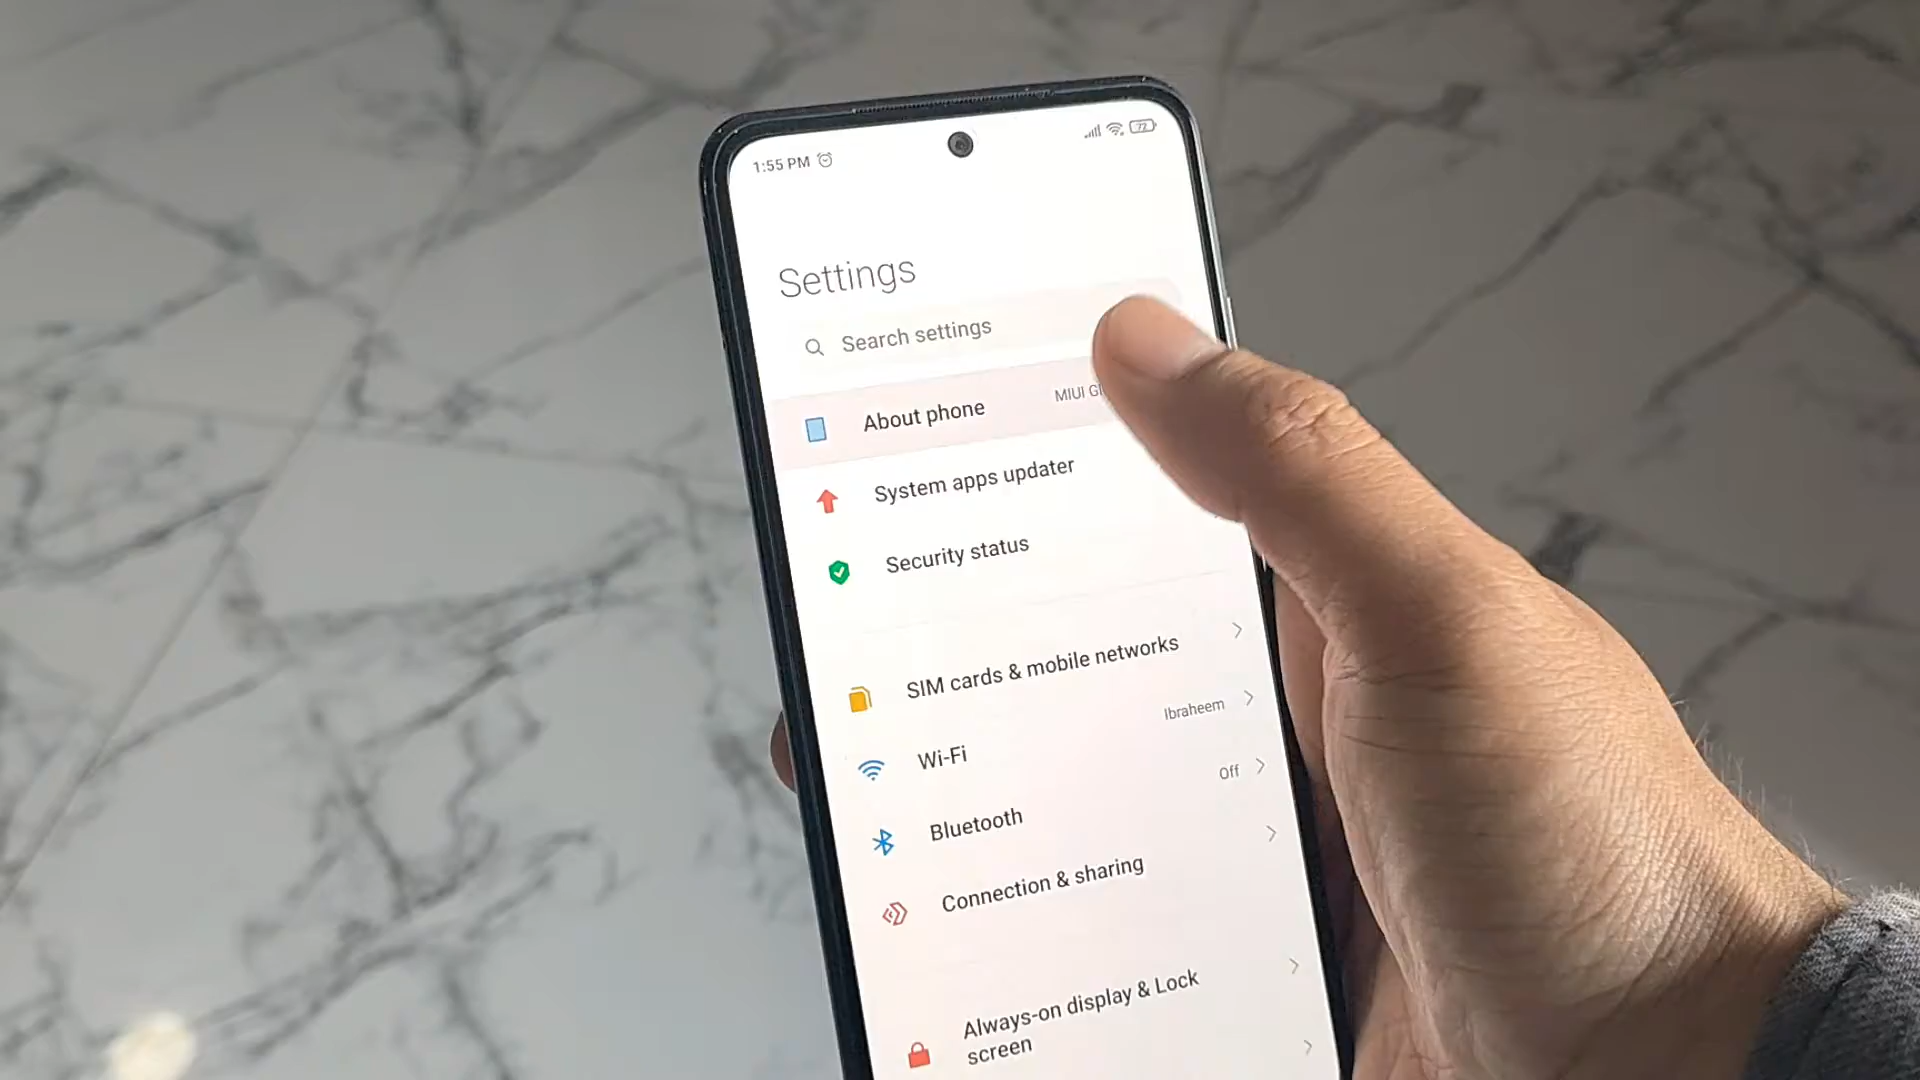 1:55 PM
72
Settings
Search settings
About phone
MIUI
System apps updater
Security status
SIM cards & mobile networks
Wi-Fi
Ibraheem
Bluetooth
Off
Connection & sharing
Always-on display & Lock
screen